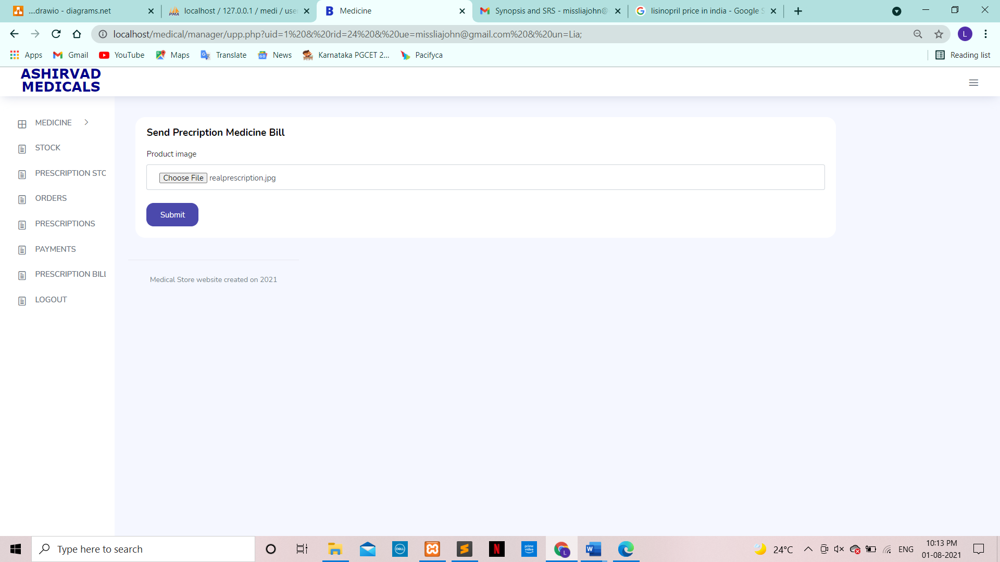 ....drawio - diagrams.net
localhost / 127.0.0.1 / medi / use
Medicine
Synopsis and SRS - missliajohn@
lisinopril price in india - Google S
localhost/medical/manager/upp.php?uid=1%20&%20rid=24%20&%20ue=missliajohn@gmail.com%20&%20un=Lia;
L
Apps
Gmail
YouTube
Maps
Translate
News
Karnataka PGCET 2...
Pacifyca
Reading list
ASHIRVAD
MEDICALS
MEDICINE
STOCK
PRESCRIPTION STO
ORDERS
PRESCRIPTIONS
PAYMENTS
PRESCRIPTION BILL
LOGOUT
Send Precription Medicine Bill
Product image
Choose File realprescription.jpg
Submit
Medical Store website created on 2021
Type here to search
24°C
ENG
10:13 PM
01-08-2021